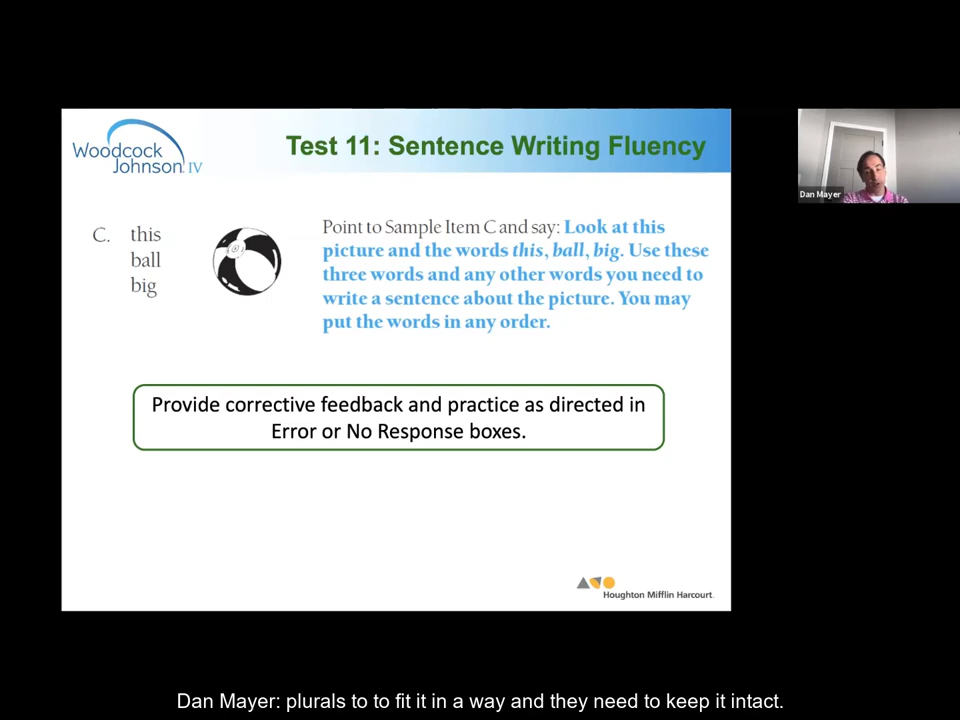 Woodcock
Johnson IV
Test 11: Sentence Writing Fluency
C. this
ball
big
Point to Sample Item C and say: Look at this
picture and the words this, ball, big. Use these
three words and any other words you need to
write a sentence about the picture. You may
put the words in any order.
Provide corrective feedback and practice as directed in
Error or No Response boxes.
Houghton Mifflin Harcourt
Dan Mayer
Dan Mayer: plurals to to fit it in a way and they need to keep it intact.